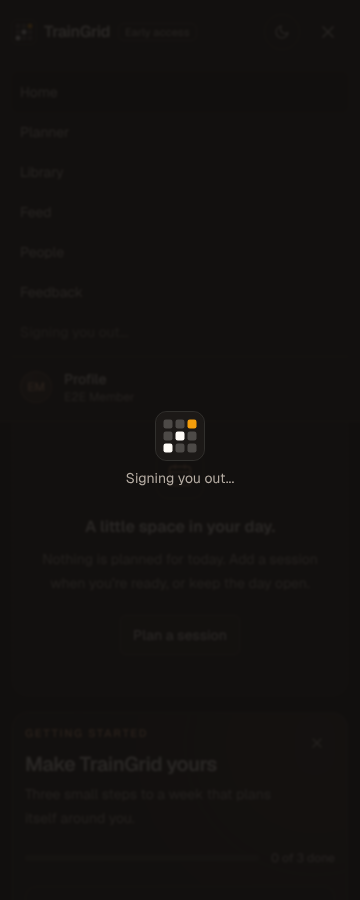 TrainGrid Early access
Home
Planner
Library
Feed
People
Feedback
Signing you out...
EM
Profile
E2E Member
Signing you out...
A little space in your day.
Nothing is planned for today. Add a session
when you're ready, or keep the day open.
Plan a session
GETTING STARTED
Make TrainGrid yours
Three small steps to a week that plans
itself around you.
0 of 3 done